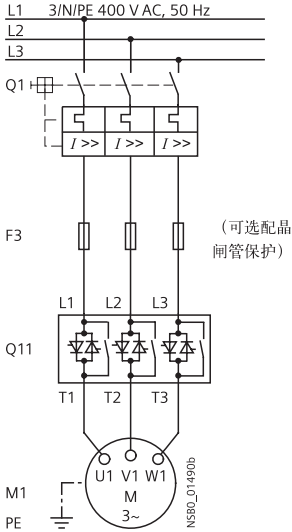 L1 3/N/PE 400 V AC, 50 Hz
L2
L3
Q1
I >> I >> I >>
F3
（可选配晶
闸管保护）
L1 L2 L3
Q11
T1 T2 T3
U1 V1 W1
M
3~
M1
PE
NSB0_01490b